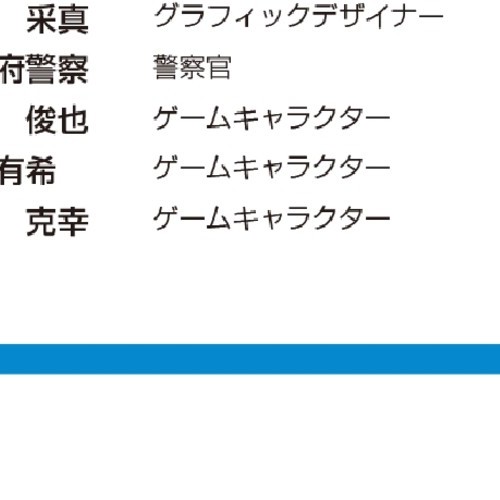 采真 グラフィックデザイナー
府警察 警察官
俊也 ゲームキャラクター
有希 ゲームキャラクター
克幸 ゲームキャラクター